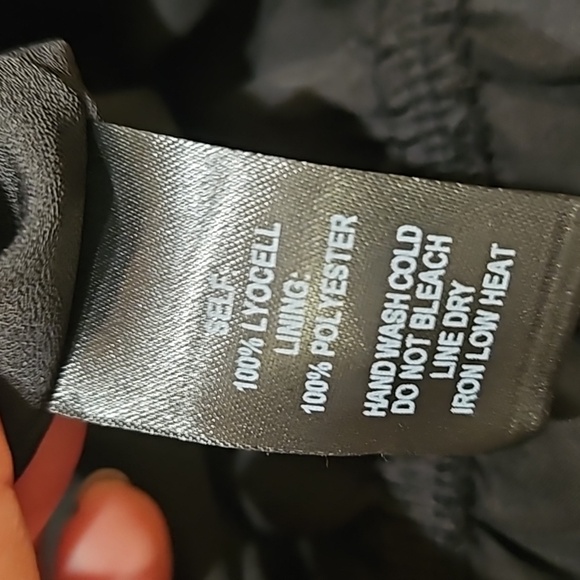 SELF:
100% LYOCELL
LINING:
100% POLYESTER
HAND WASH COLD
DO NOT BLEACH
LINE DRY
IRON LOW HEAT